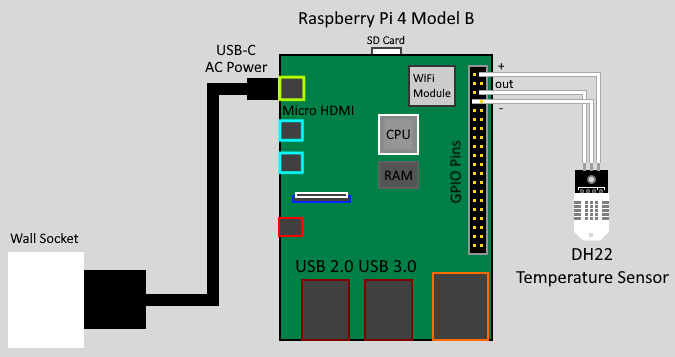 Raspberry Pi 4 Model B
SD Card
USB-C
AC Power
WiFi
Module
+
out
-
Micro HDMI
CPU
RAM
GPIO Pins
Wall Socket
USB 2.0
USB 3.0
DH22
Temperature Sensor